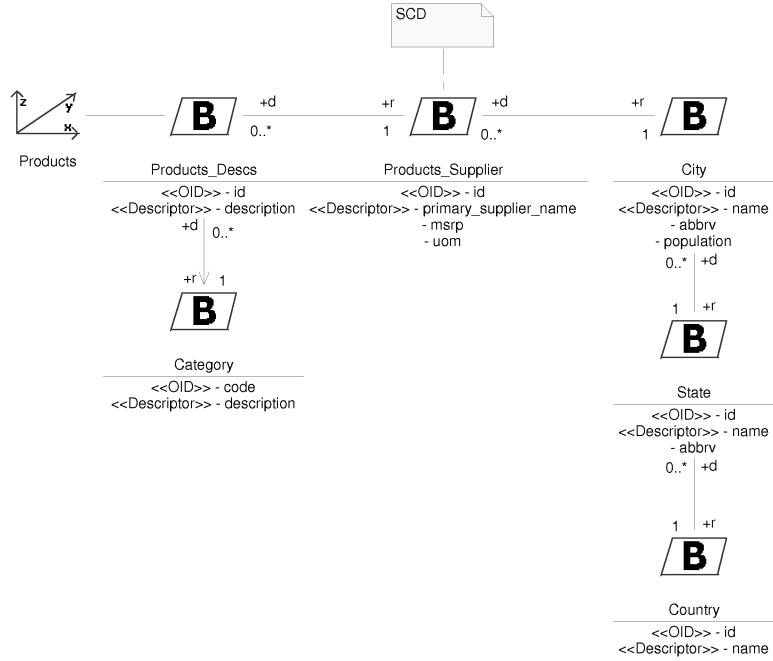 SCD
z
y
x
Products
B
+d
0..*
+r
1
B
+d
0..*
+r
1
B
Products_Descs
<<OID>> - id
<<Descriptor>> - description
Products_Supplier
<<OID>> - id
<<Descriptor>> - primary_supplier_name
- msrp
- uom
City
<<OID>> - id
<<Descriptor>> - name
- abbrv
- population
+d
0..*
+r
1
B
Category
<<OID>> - code
<<Descriptor>> - description
0..*
+d
1
+r
B
State
<<OID>> - id
<<Descriptor>> - name
- abbrv
0..*
+d
1
+r
B
Country
<<OID>> - id
<<Descriptor>> - name